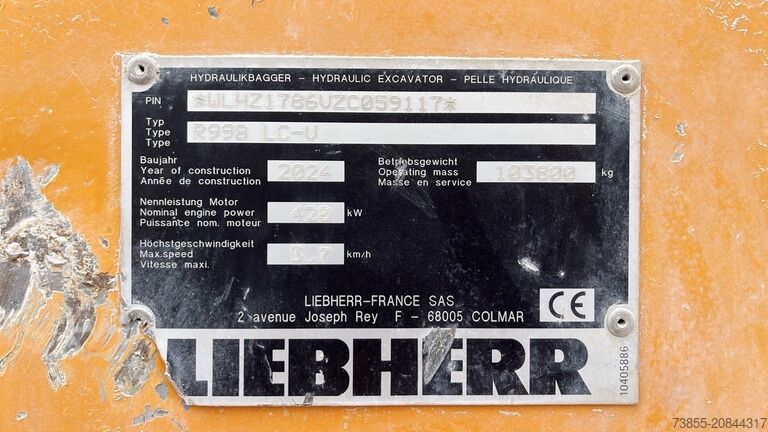 HYDRAULIKBAGGER - HYDRAULIC EXCAVATOR - PELLE HYDRAULIQUE
PIN *WLHZ1786VZC059117*
Typ
Type
Type
R998 LC-V
Baujahr
Year of construction
Année de construction
2024
Betriebsgewicht
Operating mass
Masse en service
103800 kg
Nennleistung Motor
Nominal engine power
Puissance nom. moteur
420 kW
Höchstgeschwindigkeit
Max.speed
Vitesse maxi.
3.7 km/h
LIEBHERR-FRANCE SAS
2 avenue Joseph Rey F - 68005 COLMAR
CE
LIEBHERR
10405886
73855-20844317